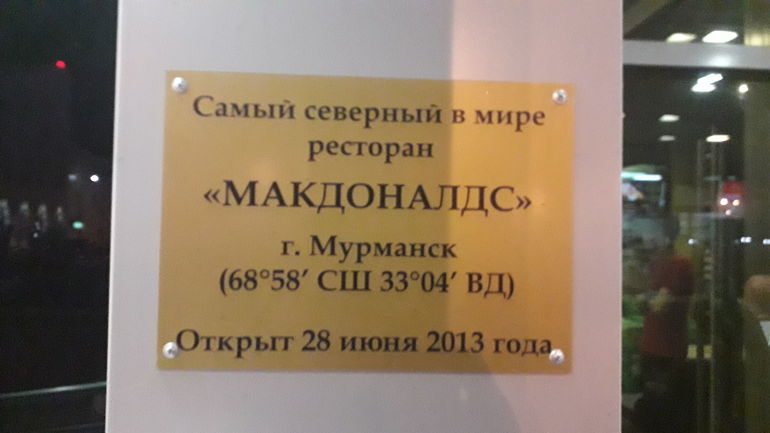 Самый северный в мире
ресторан
«МАКДОНАЛДС»
г. Мурманск
(68°58′ СШ 33°04′ ВД)
Открыт 28 июня 2013 года